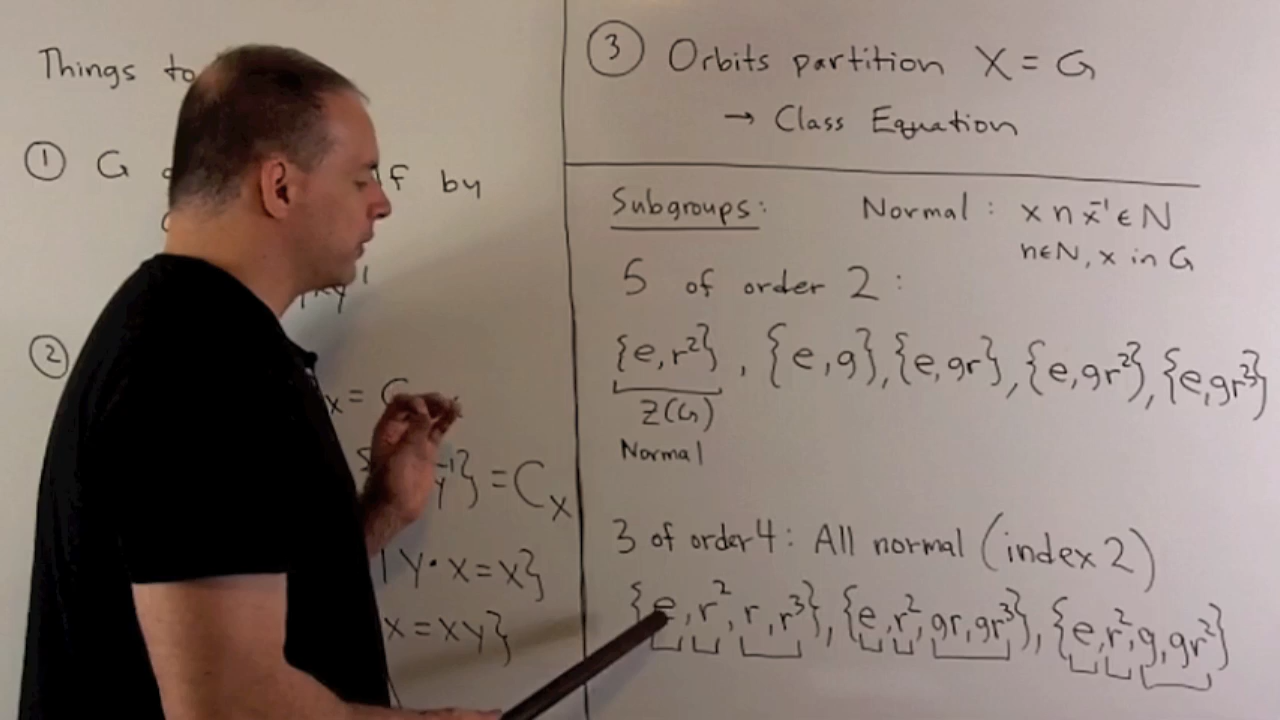 Things to
① G f by
②
x = G
y⁻¹} = Cₓ
| y·x = x}
x = xy}
③ Orbits partition X = G
→ Class Equation
Subgroups: Normal: x n x⁻¹ ∈ N
n∈N, x in G
5 of order 2:
{e, r²}, {e, g}, {e, gr}, {e, gr²}, {e, gr³}
Z(G)
Normal
3 of order 4: All normal (index 2)
{e, r², r, r³}, {e, r², gr, gr³}, {e, r², g, gr²}